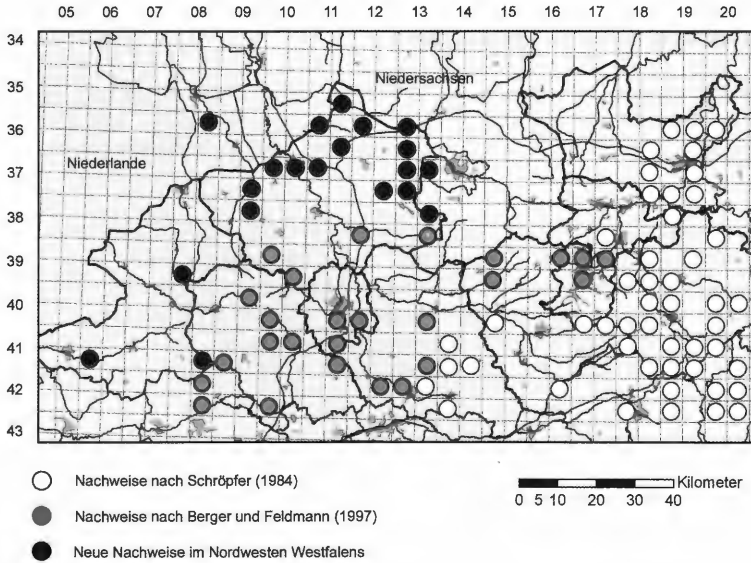 05 06 07 08 09 10 11 12 13 14 15 16 17 18 19 20
34
Niedersachsen
35
36
Niederlande
37
38
39
40
41
42
43
Nachweise nach Schröpfer (1984)
Kilometer
0 5 10 20 30 40
Nachweise nach Berger und Feldmann (1997)
Neue Nachweise im Nordwesten Westfalens